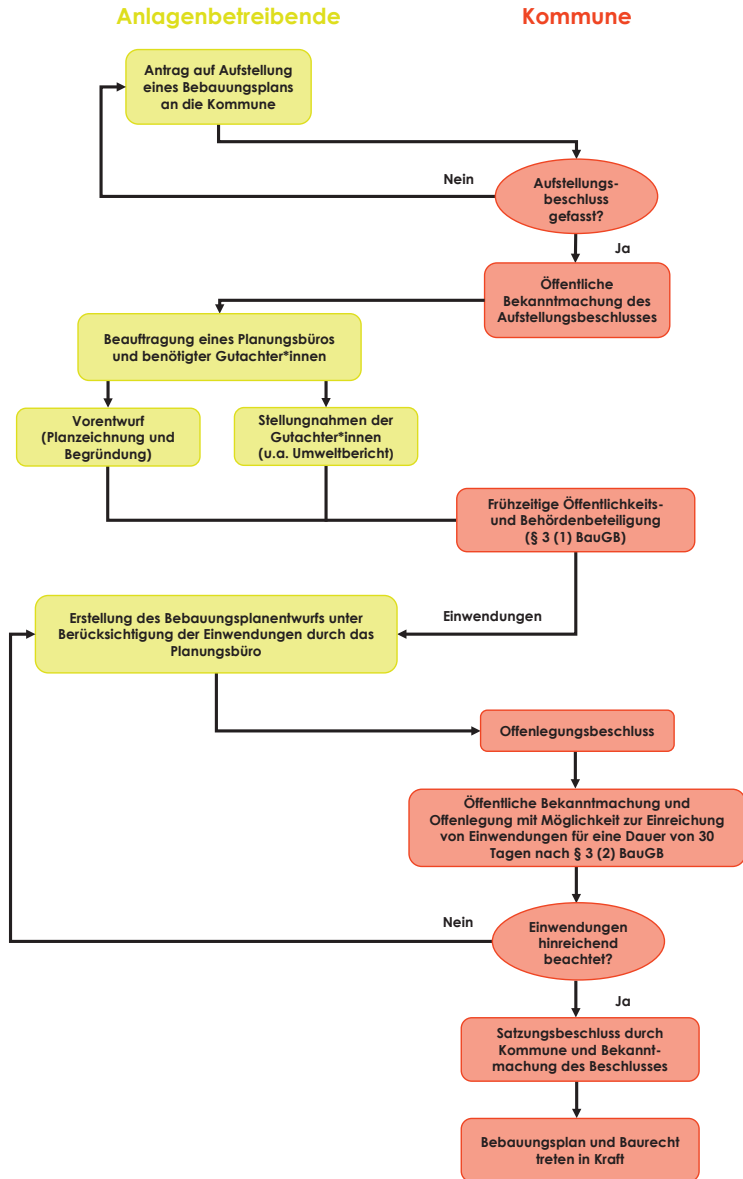 Anlagenbetreibende
Kommune
Antrag auf Aufstellung
eines Bebauungsplans
an die Kommune
Nein
Aufstellungs-
beschluss
gefasst?
Ja
Öffentliche
Bekanntmachung des
Aufstellungsbeschlusses
Beauftragung eines Planungsbüros
und benötigter Gutachter*innen
Vorentwurf
(Planzeichnung und
Begründung)
Stellungnahmen der
Gutachter*innen
(u.a. Umweltbericht)
Frühzeitige Öffentlichkeits-
und Behördenbeteiligung
(§ 3 (1) BauGB)
Einwendungen
Erstellung des Bebauungsplanentwurfs unter
Berücksichtigung der Einwendungen durch das
Planungsbüro
Offenlegungsbeschluss
Öffentliche Bekanntmachung und
Offenlegung mit Möglichkeit zur Einreichung
von Einwendungen für eine Dauer von 30
Tagen nach § 3 (2) BauGB
Nein
Einwendungen
hinreichend
beachtet?
Ja
Satzungsbeschluss durch
Kommune und Bekannt-
machung des Beschlusses
Bebauungsplan und Baurecht
treten in Kraft